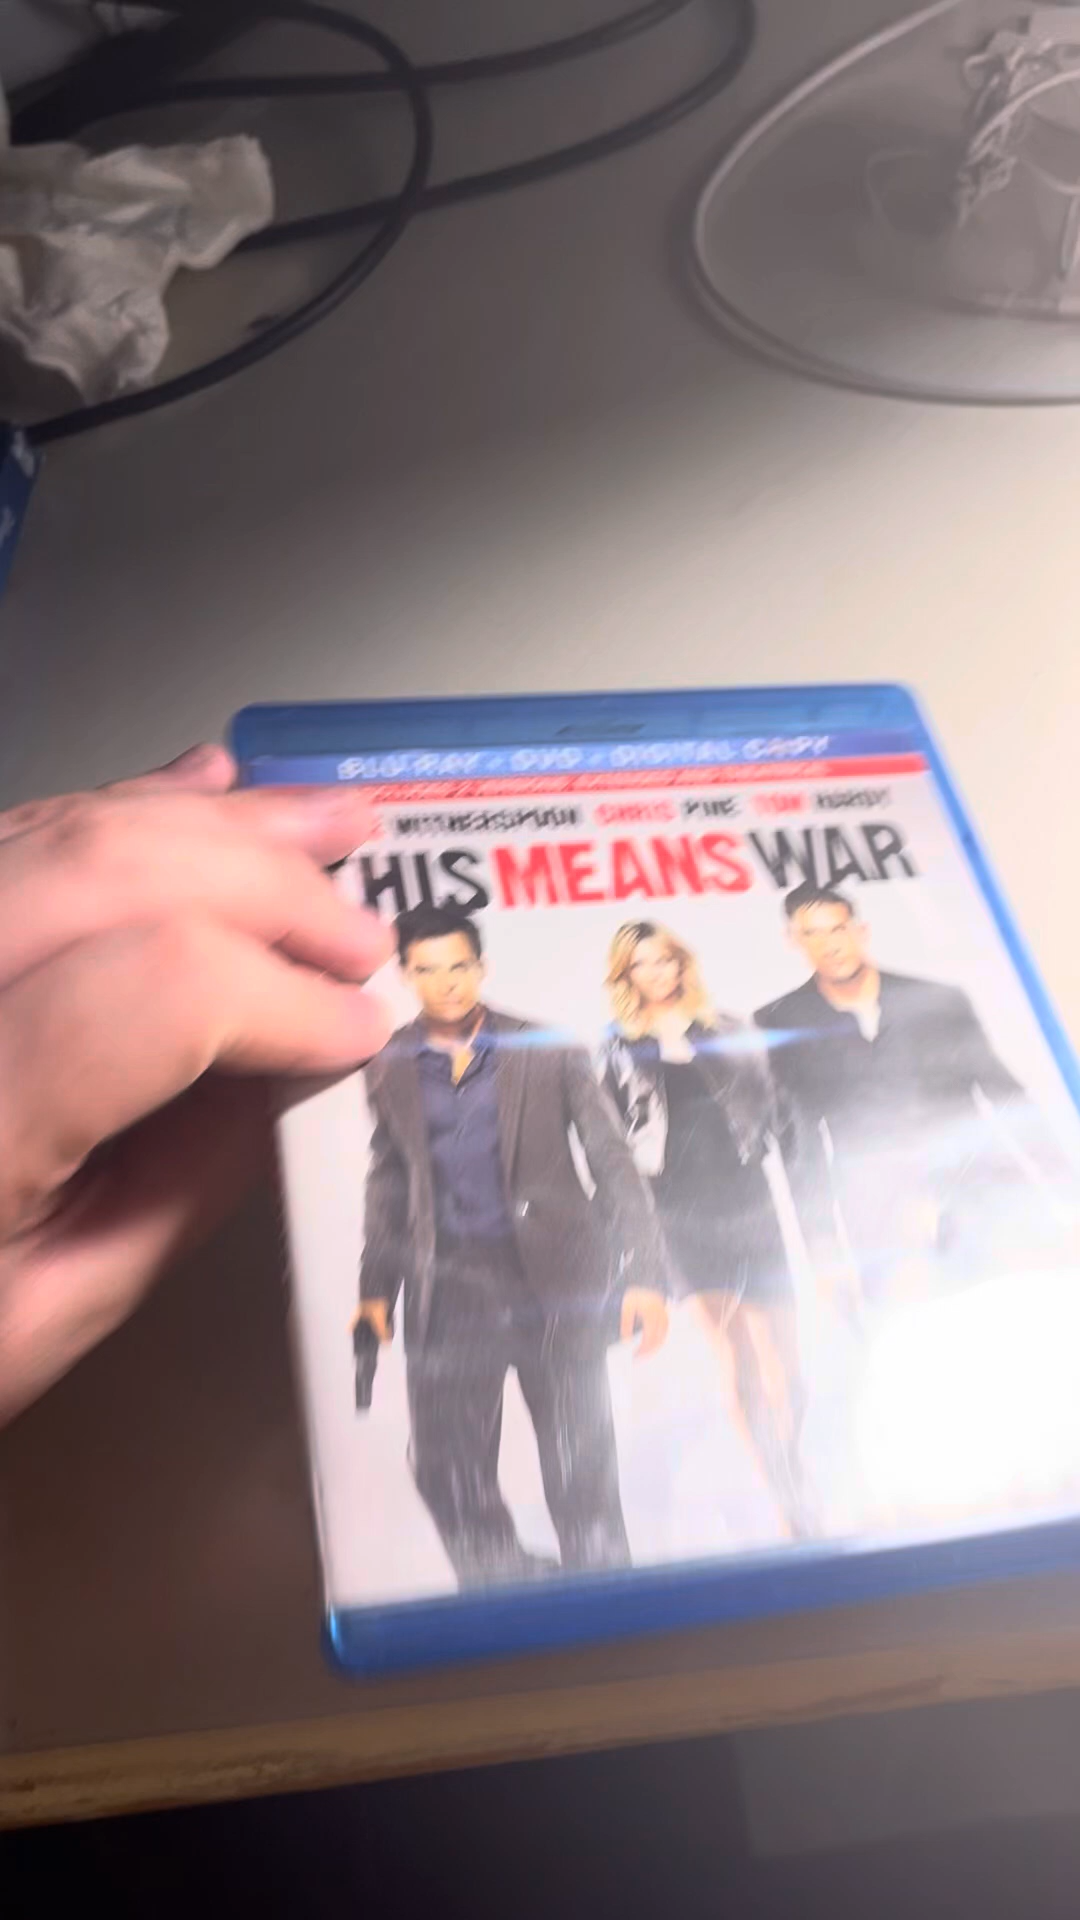 BLU-RAY + DVD + DIGITAL COPY
WITHERSPOON CHRIS PINE TOM HARDY
THIS MEANS WAR